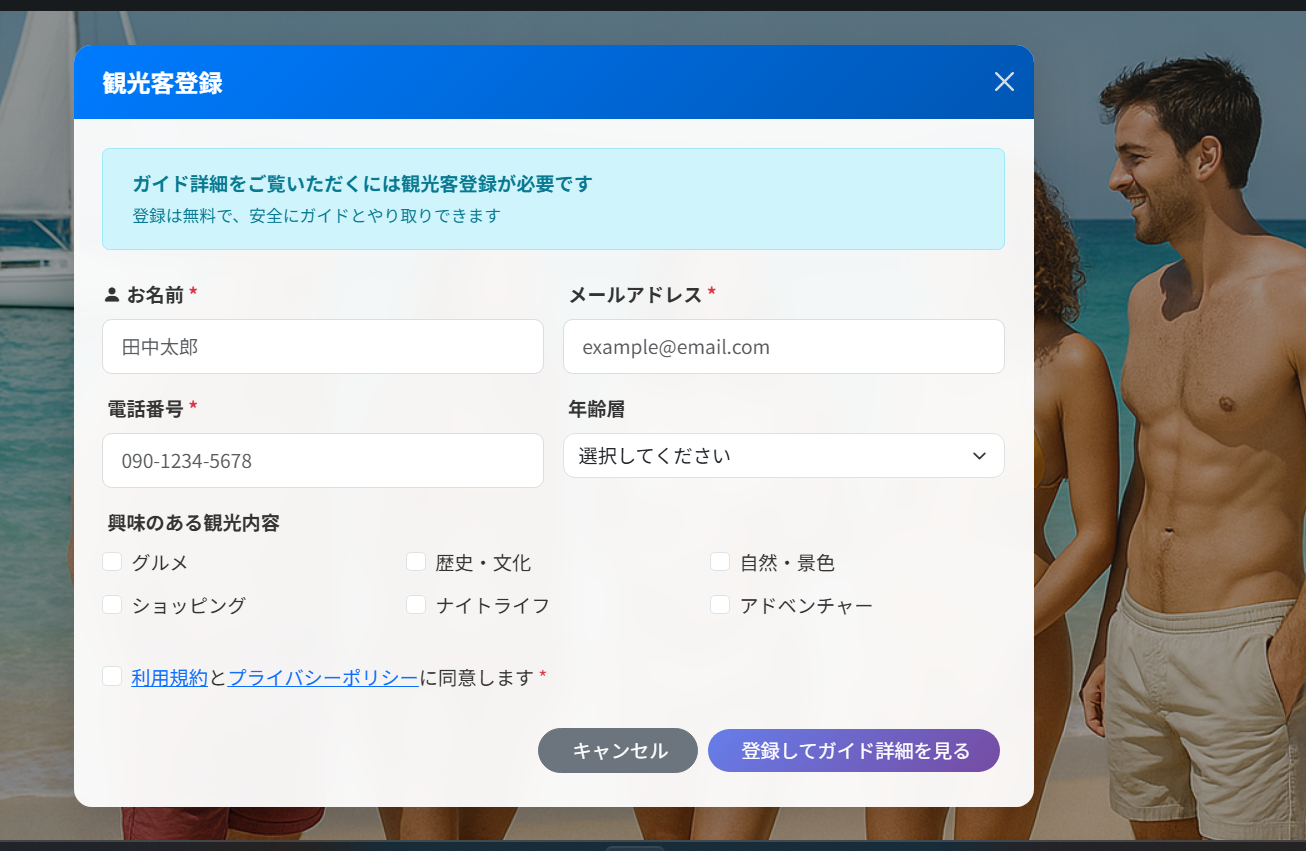 観光客登録
ガイド詳細をご覧いただくには観光客登録が必要です
登録は無料で、安全にガイドとやり取りできます
お名前 *
メールアドレス *
田中太郎
example@email.com
電話番号 *
年齢層
090-1234-5678
選択してください
興味のある観光内容
グルメ
歴史・文化
自然・景色
ショッピング
ナイトライフ
アドベンチャー
利用規約とプライバシーポリシーに同意します *
キャンセル
登録してガイド詳細を見る